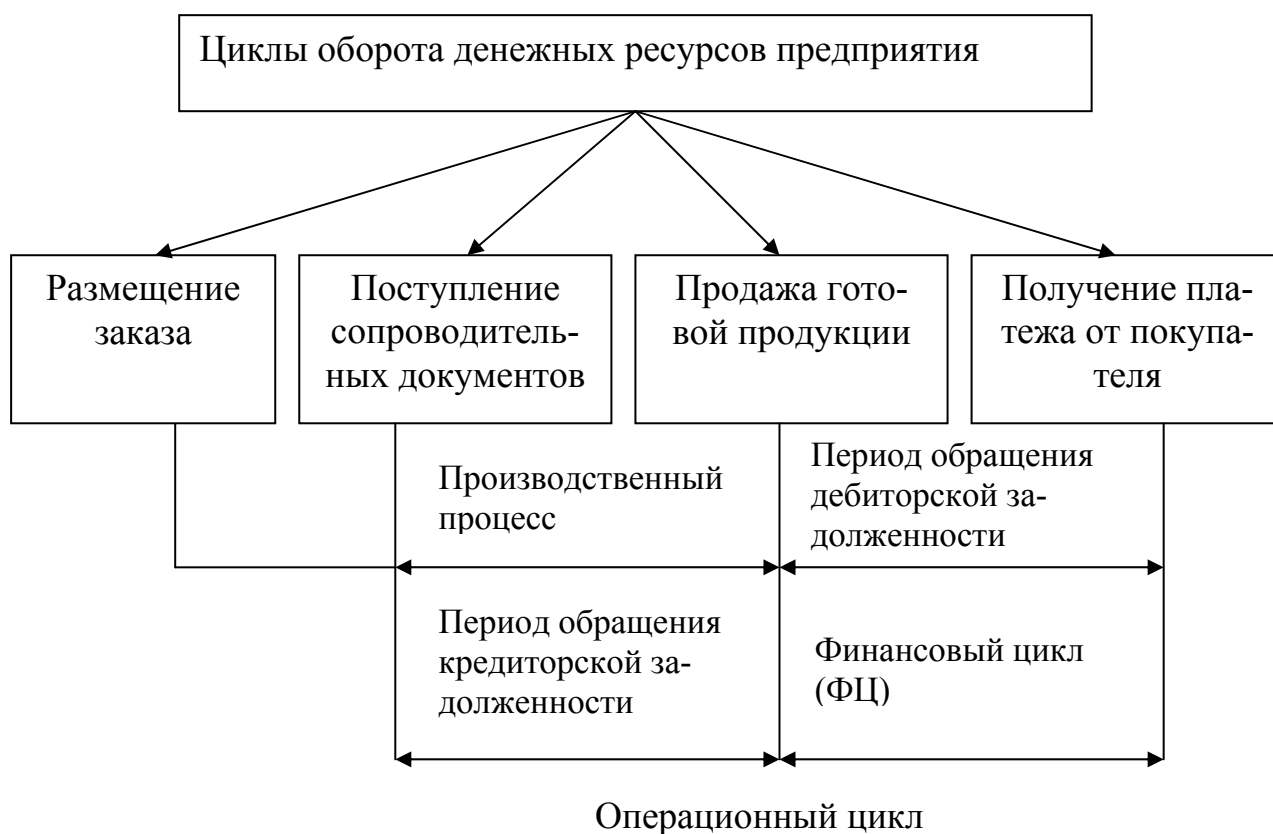 Циклы оборота денежных ресурсов предприятия
Размещение
заказа
Поступление
сопроводитель-
ных документов
Продажа гото-
вой продукции
Получение пла-
тежа от покупа-
теля
Производственный
процесс
Период обращения
дебиторской за-
долженности
Период обращения
кредиторской за-
долженности
Финансовый цикл
(ФЦ)
Операционный цикл